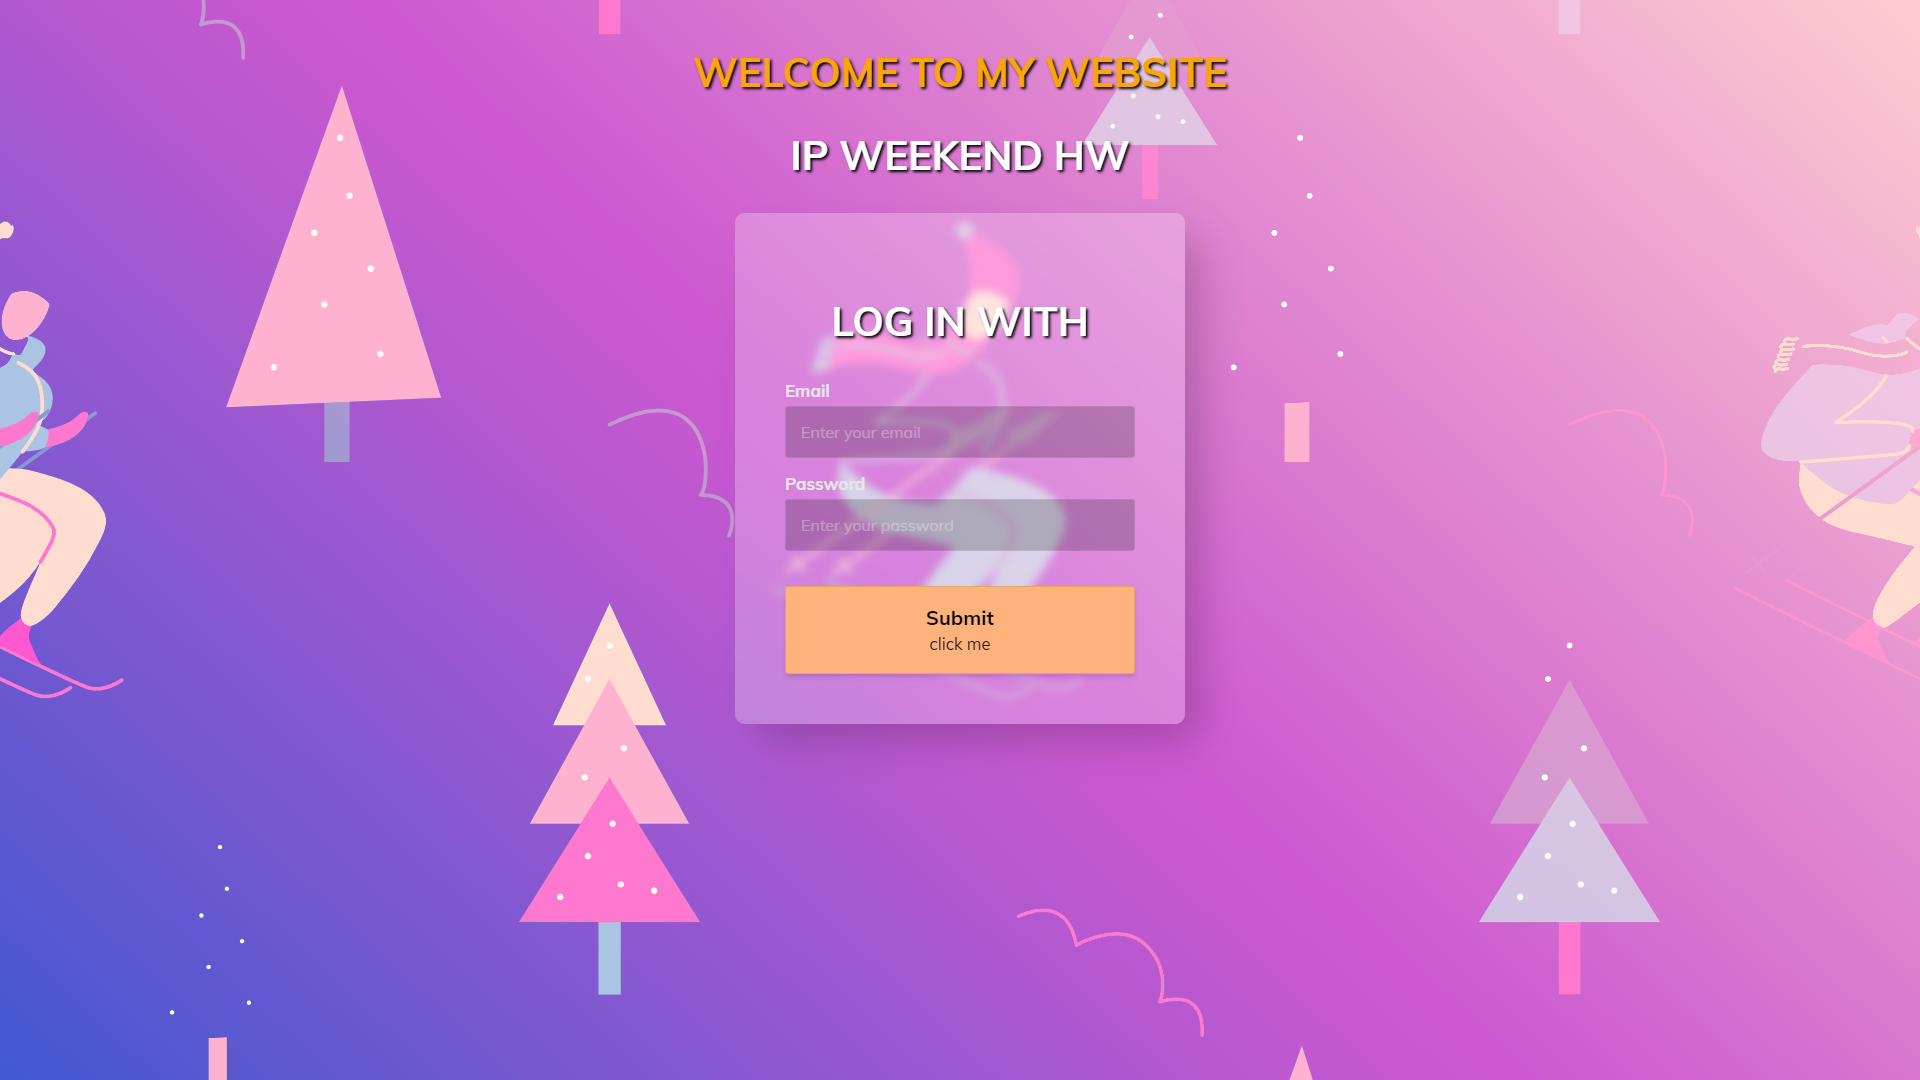 WELCOME TO MY WEBSITE
IP WEEKEND HW
LOG IN WITH
Email
Enter your email
Password
Enter your password
Submit
click me